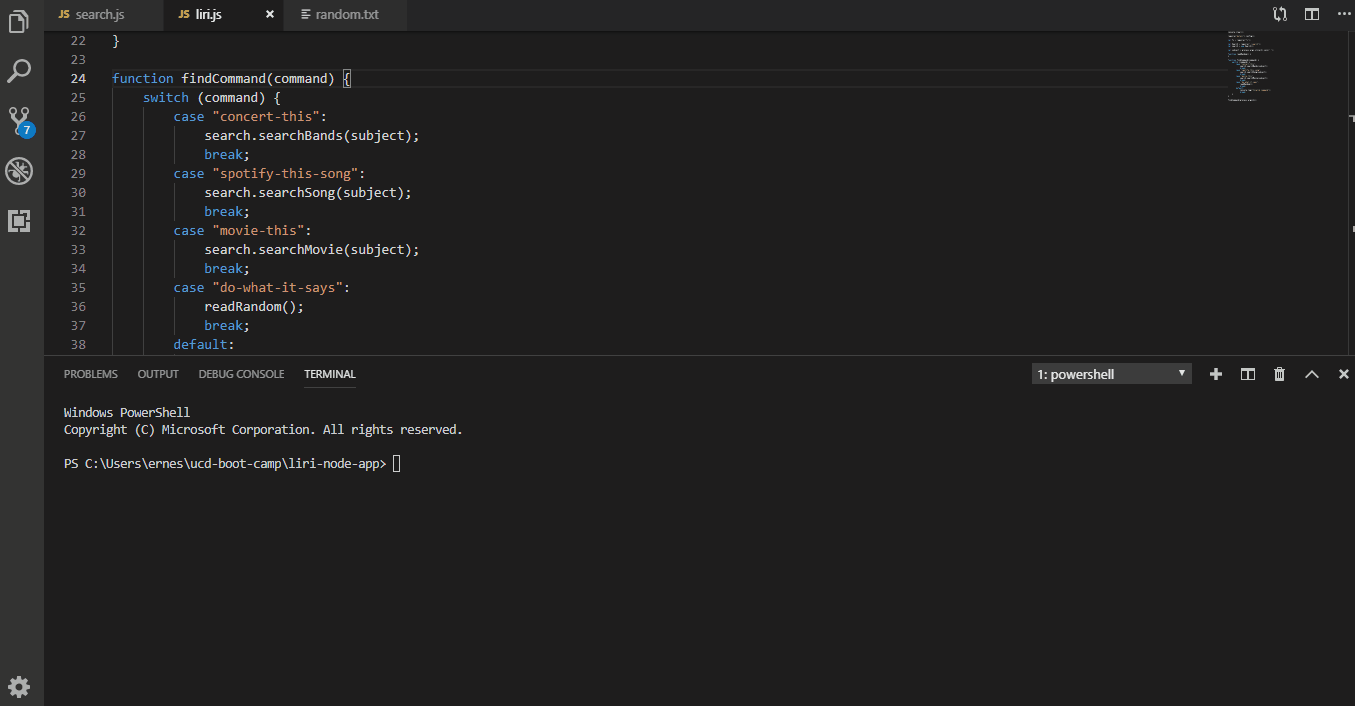 JS search.js JS liri.js random.txt
22 }
23
24 function findCommand(command) {
25 switch (command) {
26 case "concert-this":
27 search.searchBands(subject);
28 break;
29 case "spotify-this-song":
30 search.searchSong(subject);
31 break;
32 case "movie-this":
33 search.searchMovie(subject);
34 break;
35 case "do-what-it-says":
36 readRandom();
37 break;
38 default:
7
PROBLEMS OUTPUT DEBUG CONSOLE TERMINAL 1: powershell
Windows PowerShell
Copyright (C) Microsoft Corporation. All rights reserved.
PS C:\Users\ernes\ucd-boot-camp\liri-node-app>